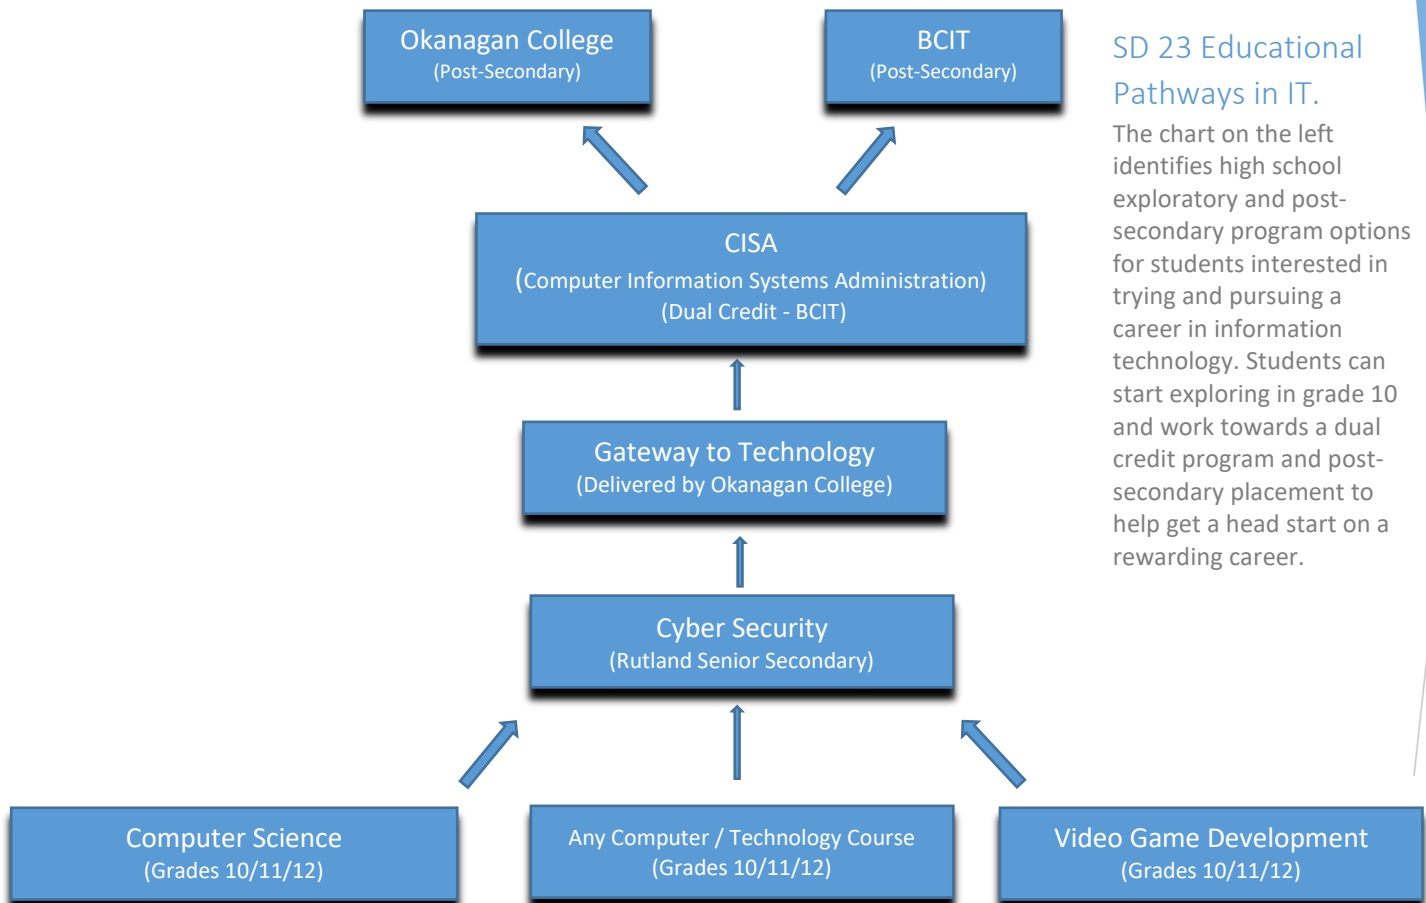 Okanagan College
(Post-Secondary)
BCIT
(Post-Secondary)
SD 23 Educational
Pathways in IT.
The chart on the left
identifies high school
exploratory and post-
secondary program options
for students interested in
trying and pursuing a
career in information
technology. Students can
start exploring in grade 10
and work towards a dual
credit program and post-
secondary placement to
help get a head start on a
rewarding career.
CISA
(Computer Information Systems Administration)
(Dual Credit - BCIT)
Gateway to Technology
(Delivered by Okanagan College)
Cyber Security
(Rutland Senior Secondary)
Computer Science
(Grades 10/11/12)
Any Computer / Technology Course
(Grades 10/11/12)
Video Game Development
(Grades 10/11/12)